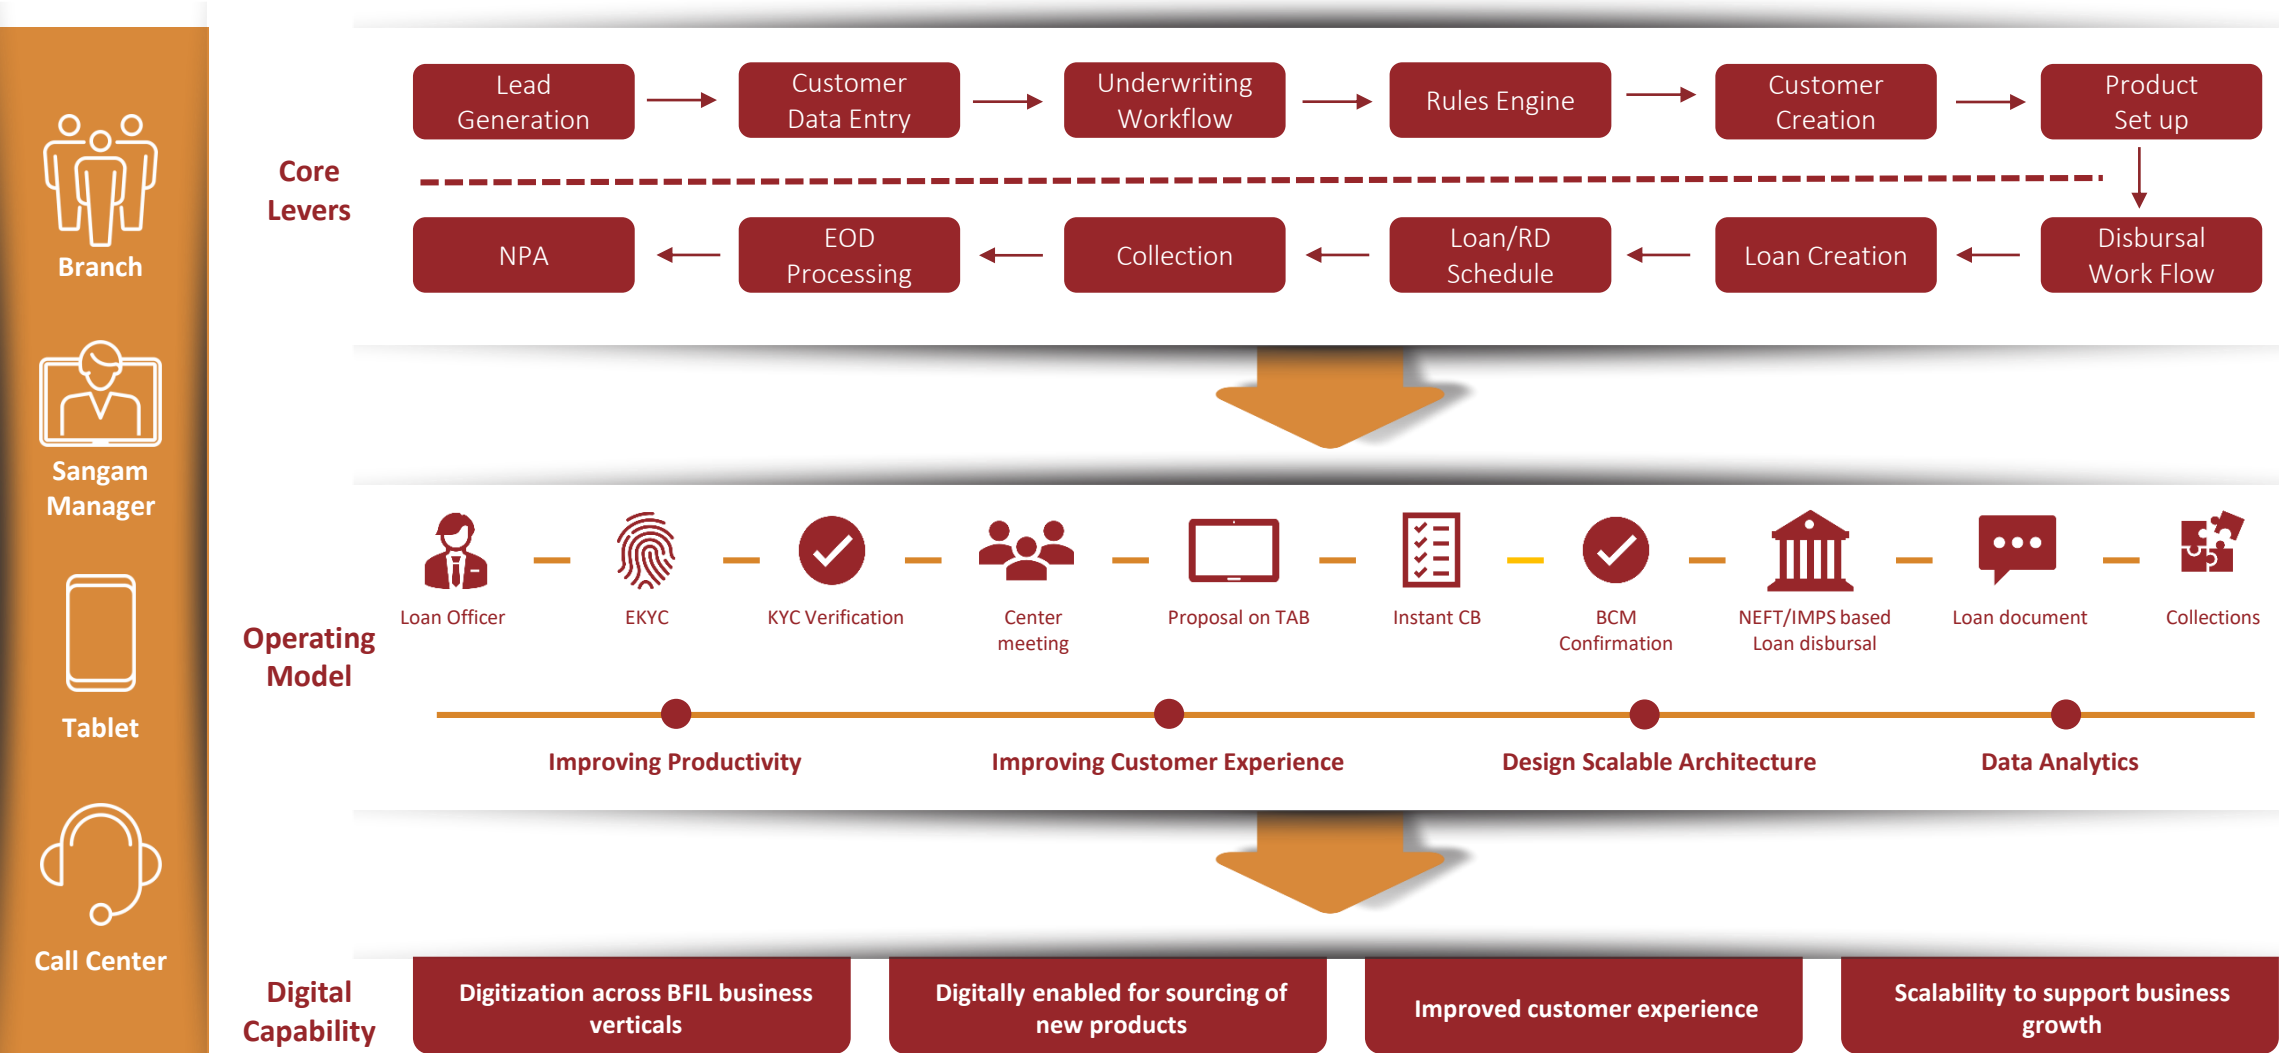 Branch
Sangam
Manager
Tablet
Call Center
Core
Levers
Lead
Generation
Customer
Data Entry
Underwriting
Workflow
Rules Engine
Customer
Creation
Product
Set up
NPA
EOD
Processing
Collection
Loan/RD
Schedule
Loan Creation
Disbursal
Work Flow
Operating
Model
Loan Officer
EKYC
KYC Verification
Center
meeting
Proposal on TAB
Instant CB
BCM
Confirmation
NEFT/IMPS based
Loan disbursal
Loan document
Collections
Improving Productivity
Improving Customer Experience
Design Scalable Architecture
Data Analytics
Digital
Capability
Digitization across BFIL business
verticals
Digitally enabled for sourcing of
new products
Improved customer experience
Scalability to support business
growth